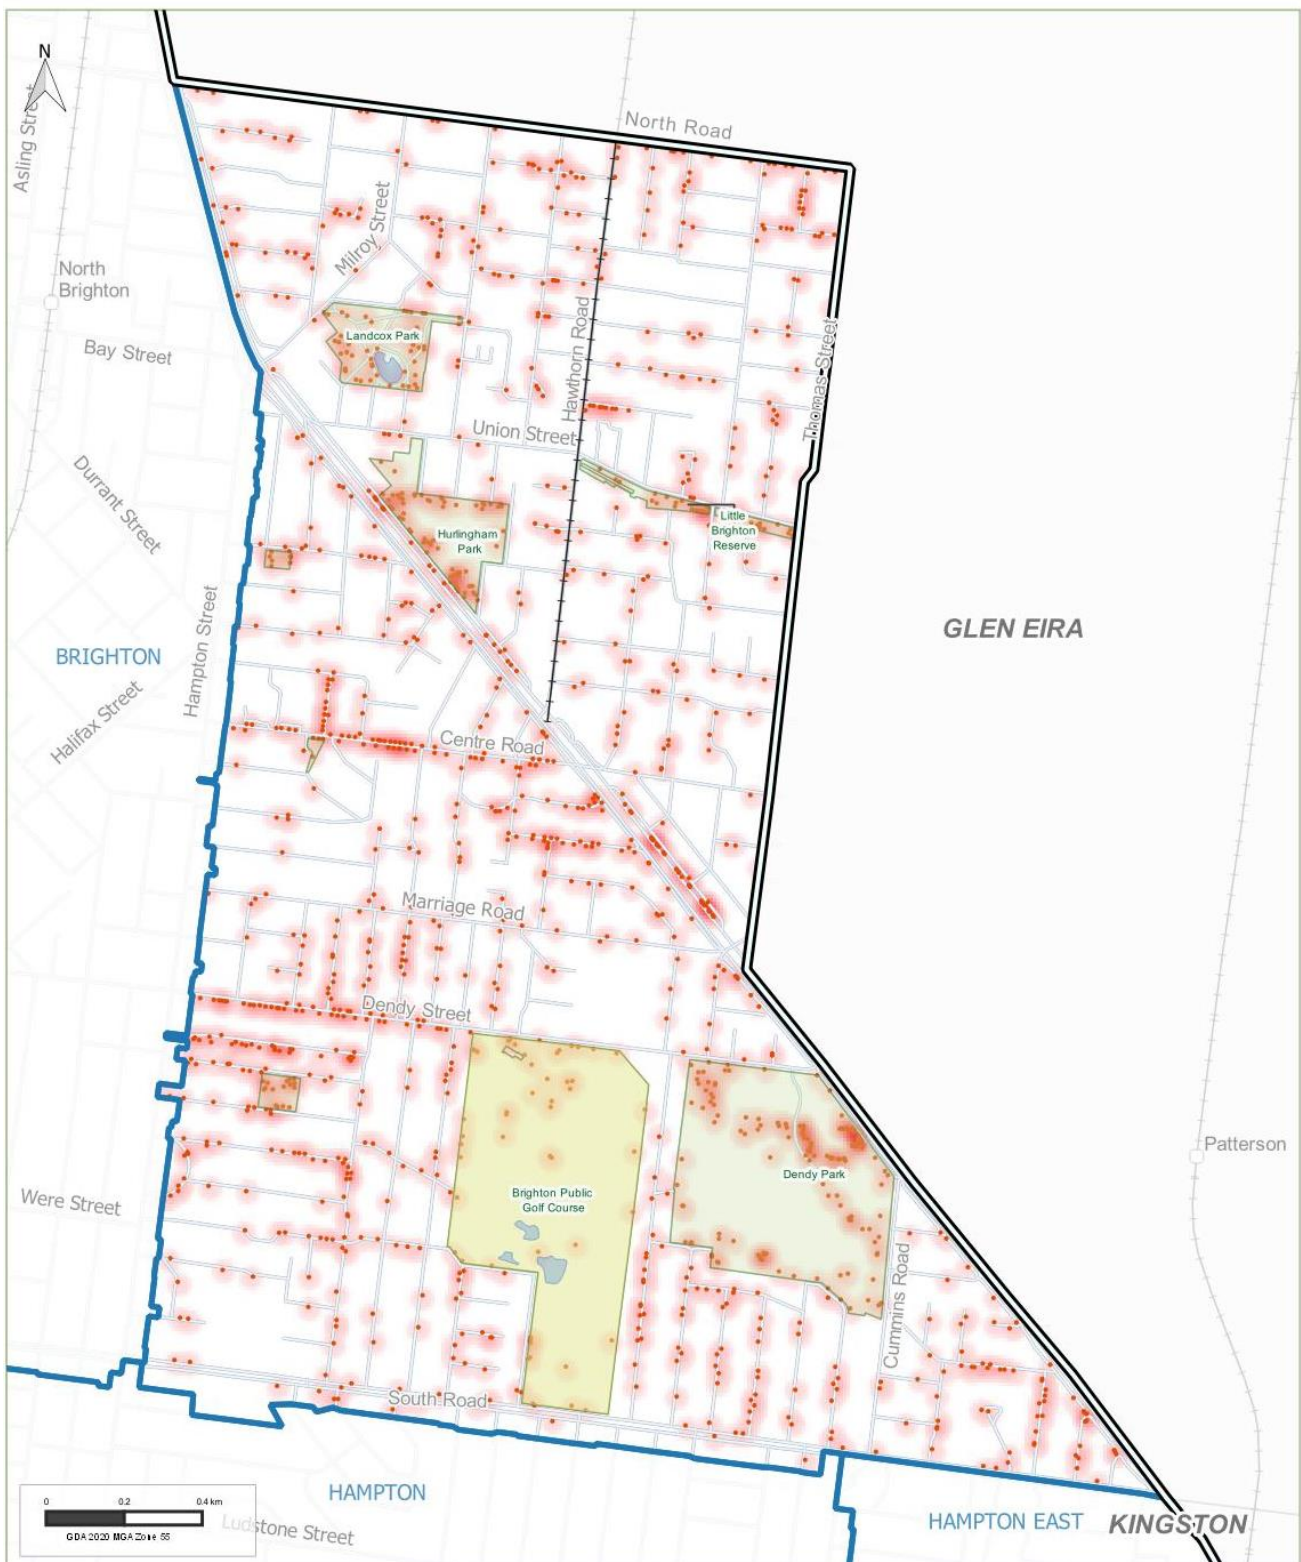 N
North Road
Asling Street
Milroy Street
North
Brighton
Hawthorn Road
Landcox Park
Thomas Street
Bay Street
Union Street
Durrant Street
Little
Brighton
Reserve
Hurlingham
Park
Hampton Street
GLEN EIRA
BRIGHTON
Halifax Street
Centre Road
Marriage Road
Dendy Street
Patterson
Dendy Park
Were Street
Brighton Public
Golf Course
Cummins Road
South Road
HAMPTON
0 0.2 0.4 km
GDA 2020 MGA Zone 55
Ludstone Street
HAMPTON EAST
KINGSTON